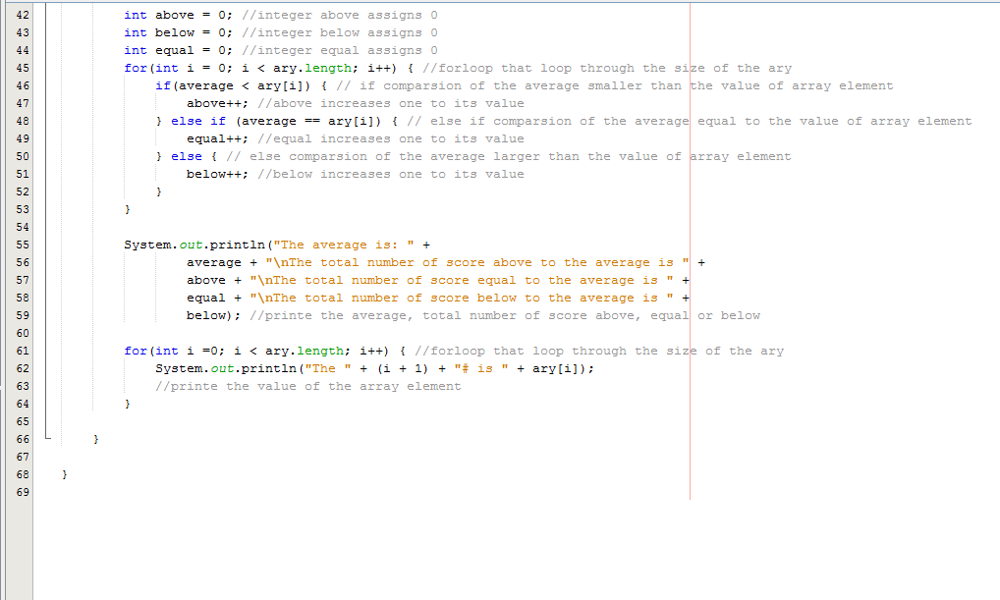 42 int above = 0; //integer above assigns 0
43 int below = 0; //integer below assigns 0
44 int equal = 0; //integer equal assigns 0
45 for(int i = 0; i < ary.length; i++) { //forloop that loop through the size of the ary
46 if(average < ary[i]) { // if comparsion of the average smaller than the value of array element
47 above++; //above increases one to its value
48 } else if (average == ary[i]) { // else if comparsion of the average equal to the value of array element
49 equal++; //equal increases one to its value
50 } else { // else comparsion of the average larger than the value of array element
51 below++; //below increases one to its value
52 }
53 }
54
55 System.out.println("The average is: " +
56 average + "\nThe total number of score above to the average is " +
57 above + "\nThe total number of score equal to the average is " +
58 equal + "\nThe total number of score below to the average is " +
59 below); //printe the average, total number of score above, equal or below
60
61 for(int i =0; i < ary.length; i++) { //forloop that loop through the size of the ary
62 System.out.println("The " + (i + 1) + "# is " + ary[i]);
63 //printe the value of the array element
64 }
65
66 }
67
68 }
69